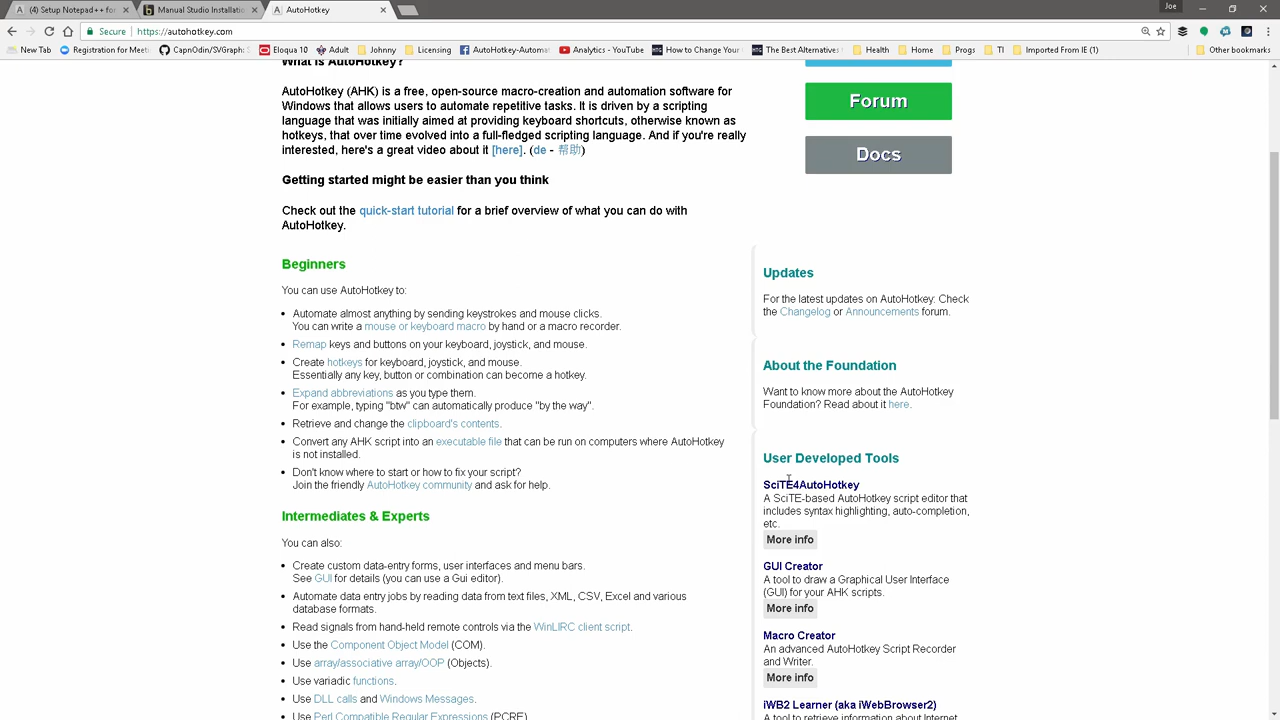 (4) Setup Notepad++ for
Manual Studio Installatio
AutoHotkey
Joe
Secure
https://autohotkey.com
New Tab
Registration for Meeti
CapnOdin/SVGraph:
Eloqua 10
Adult
Johnny
Licensing
AutoHotkey-Automat
Analytics - YouTube
How to Change Your
The Best Alternatives
Health
Home
Progs
TI
Imported From IE (1)
Other bookmarks
What is AutoHotkey?
AutoHotkey (AHK) is a free, open-source macro-creation and automation software for
Windows that allows users to automate repetitive tasks. It is driven by a scripting
language that was initially aimed at providing keyboard shortcuts, otherwise known as
hotkeys, that over time evolved into a full-fledged scripting language. And if you're really
interested, here's a great video about it [here]. (de - 帮助)
Getting started might be easier than you think
Check out the quick-start tutorial for a brief overview of what you can do with
AutoHotkey.
Beginners
You can use AutoHotkey to:
• Automate almost anything by sending keystrokes and mouse clicks.
You can write a mouse or keyboard macro by hand or a macro recorder.
• Remap keys and buttons on your keyboard, joystick, and mouse.
• Create hotkeys for keyboard, joystick, and mouse.
Essentially any key, button or combination can become a hotkey.
• Expand abbreviations as you type them.
For example, typing "btw" can automatically produce "by the way".
• Retrieve and change the clipboard's contents.
• Convert any AHK script into an executable file that can be run on computers where AutoHotkey
is not installed.
• Don't know where to start or how to fix your script?
Join the friendly AutoHotkey community and ask for help.
Intermediates & Experts
You can also:
• Create custom data-entry forms, user interfaces and menu bars.
See GUI for details (you can use a Gui editor).
• Automate data entry jobs by reading data from text files, XML, CSV, Excel and various
database formats.
• Read signals from hand-held remote controls via the WinLIRC client script.
• Use the Component Object Model (COM).
• Use array/associative array/OOP (Objects).
• Use variadic functions.
• Use DLL calls and Windows Messages.
• Use Perl Compatible Regular Expressions (PCRE)
Forum
Docs
Updates
For the latest updates on AutoHotkey: Check
the Changelog or Announcements forum.
About the Foundation
Want to know more about the AutoHotkey
Foundation? Read about it here.
User Developed Tools
SciTE4AutoHotkey
A SciTE-based AutoHotkey script editor that
includes syntax highlighting, auto-completion,
etc.
More info
GUI Creator
A tool to draw a Graphical User Interface
(GUI) for your AHK scripts.
More info
Macro Creator
An advanced AutoHotkey Script Recorder
and Writer.
More info
iWB2 Learner (aka iWebBrowser2)
A tool to retrieve information about Internet